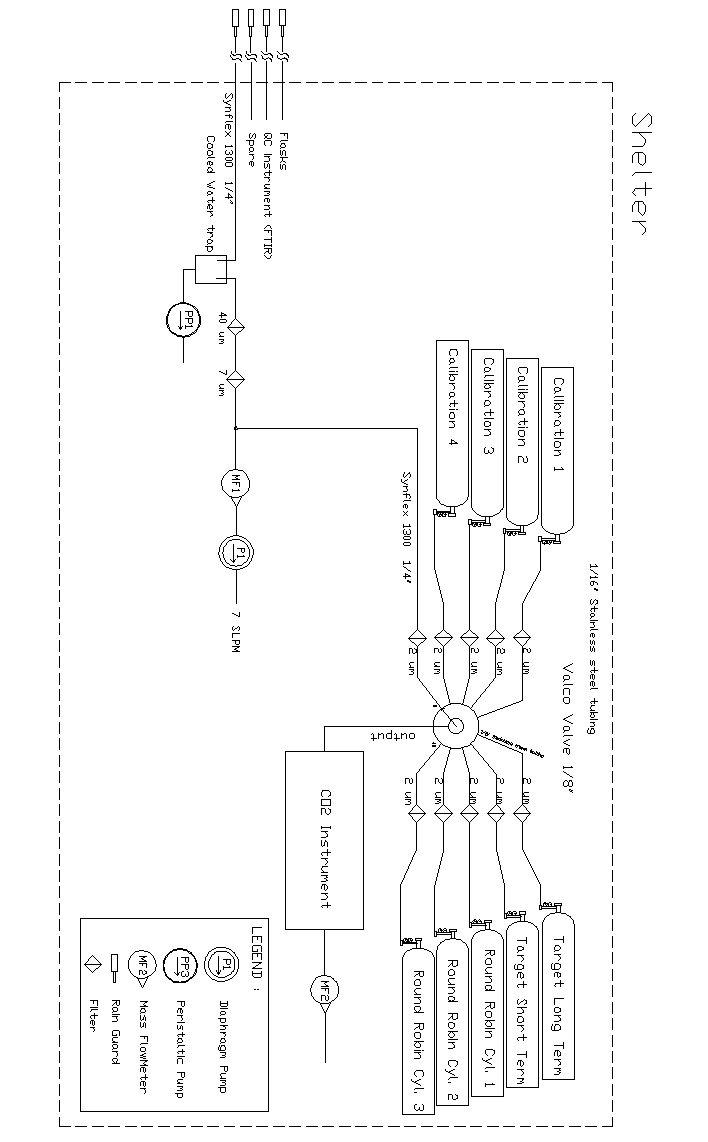 Shelter
Flasks
QC Instrument (FTIR)
Spare
Synflex 1300 1/4"
Cooled Water trap
PP1
40 um
7 um
MF1
P1
7 SLPM
Synflex 1300 1/4"
Calibration 1
Calibration 2
Calibration 3
Calibration 4
1/16" Stainless steel tubing
Valco Valve 1/8"
2 um
2 um
2 um
2 um
2 um
output
2 um
2 um
2 um
2 um
2 um
Target Long Term
Target Short Term
Round Robin Cyl. 1
Round Robin Cyl. 2
Round Robin Cyl. 3
CO2 Instrument
MF2
LEGEND :
P1 Diaphragm Pump
PP3 Peristaltic Pump
MF2 Mass FlowMeter
Rain Guard
Filter